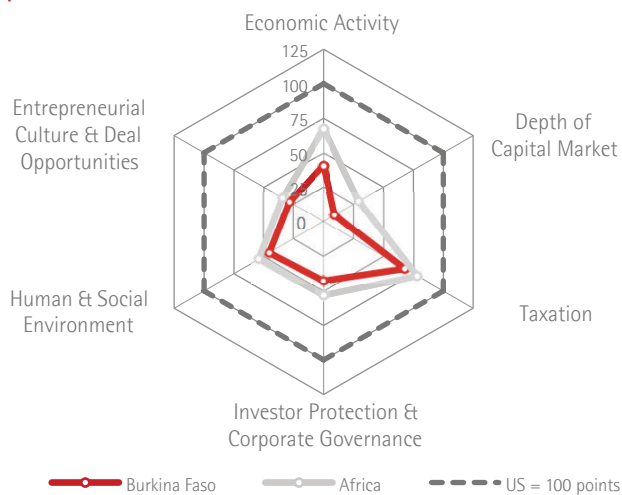 Economic Activity
125
100
75
50
25
0
Entrepreneurial
Culture & Deal
Opportunities
Depth of
Capital Market
Human & Social
Environment
Taxation
Investor Protection &
Corporate Governance
Burkina Faso
Africa
US = 100 points